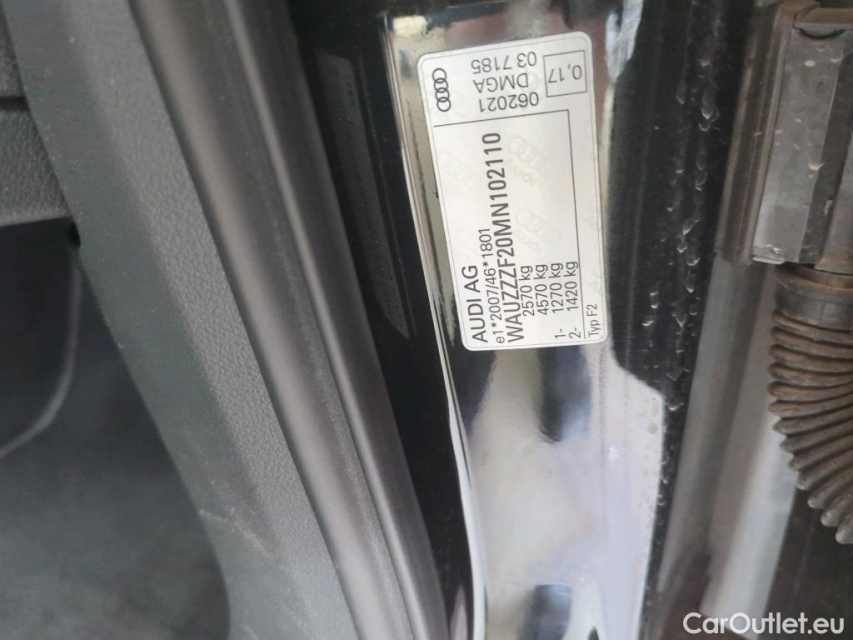 AUDI AG
e1*2007/46*1801
WAUZZZF20MN102110
2570 kg
4570 kg
1- 1270 kg
2- 1420 kg
Typ F2
062021
DMGA
03 7185
0,17
CarOutlet.eu